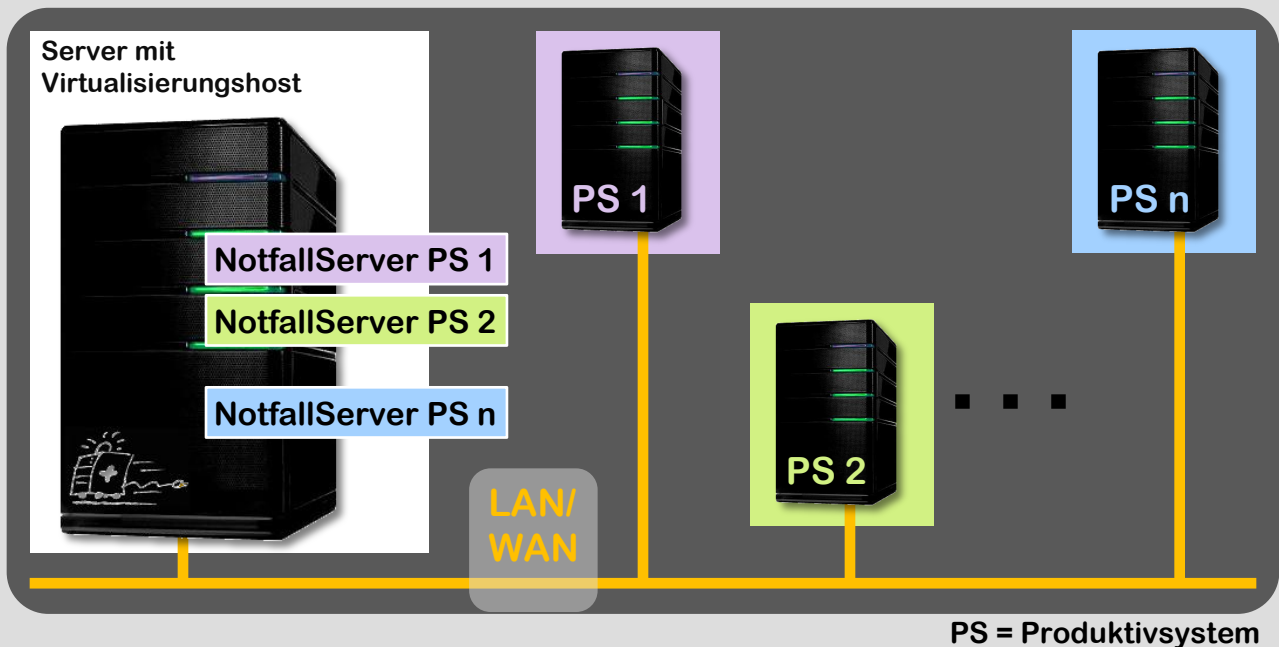 Server mit
Virtualisierungshost
NotfallServer PS 1
NotfallServer PS 2
NotfallServer PS n
PS 1
PS 2
PS n
. . .
LAN/
WAN
PS = Produktivsystem